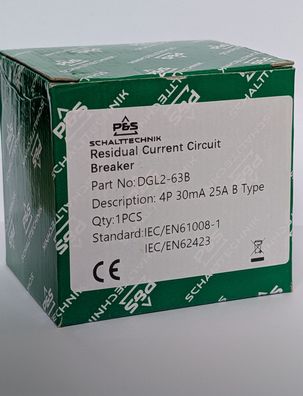 P&S
SCHALTTECHNIK
Residual Current Circuit
Breaker
Part No:DGL2-63B
Description: 4P 30mA 25A B Type
Qty:1PCS
Standard:IEC/EN61008-1
IEC/EN62423
CE